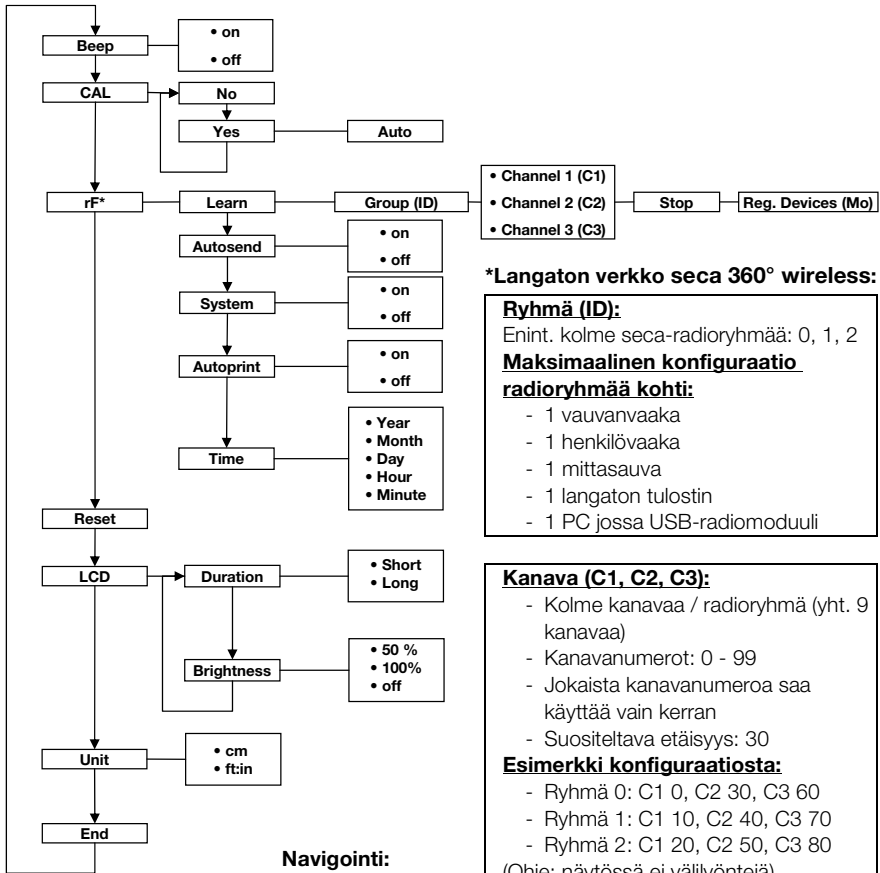 Beep
• on
• off
CAL
No
Yes
Auto
rF*
Learn
Group (ID)
• Channel 1 (C1)
• Channel 2 (C2)
• Channel 3 (C3)
Stop
Reg. Devices (Mo)
Autosend
• on
• off
System
• on
• off
Autoprint
• on
• off
Time
• Year
• Month
• Day
• Hour
• Minute
Reset
LCD
Duration
• Short
• Long
Brightness
• 50 %
• 100%
• off
Unit
• cm
• ft:in
End
Navigointi:
*Langaton verkko seca 360° wireless:
Ryhmä (ID):
Enint. kolme seca-radioryhmää: 0, 1, 2
Maksimaalinen konfiguraatio
radioryhmää kohti:
- 1 vauvanvaaka
- 1 henkilövaaka
- 1 mittasauva
- 1 langaton tulostin
- 1 PC jossa USB-radiomoduuli
Kanava (C1, C2, C3):
- Kolme kanavaa / radioryhmä (yht. 9
kanavaa)
- Kanavanumerot: 0 - 99
- Jokaista kanavanumeroa saa
käyttää vain kerran
- Suositeltava etäisyys: 30
Esimerkki konfiguraatiosta:
- Ryhmä 0: C1 0, C2 30, C3 60
- Ryhmä 1: C1 10, C2 40, C3 70
- Ryhmä 2: C1 20, C2 50, C3 80
(Ohje: näytössä ei välilyöntejä)